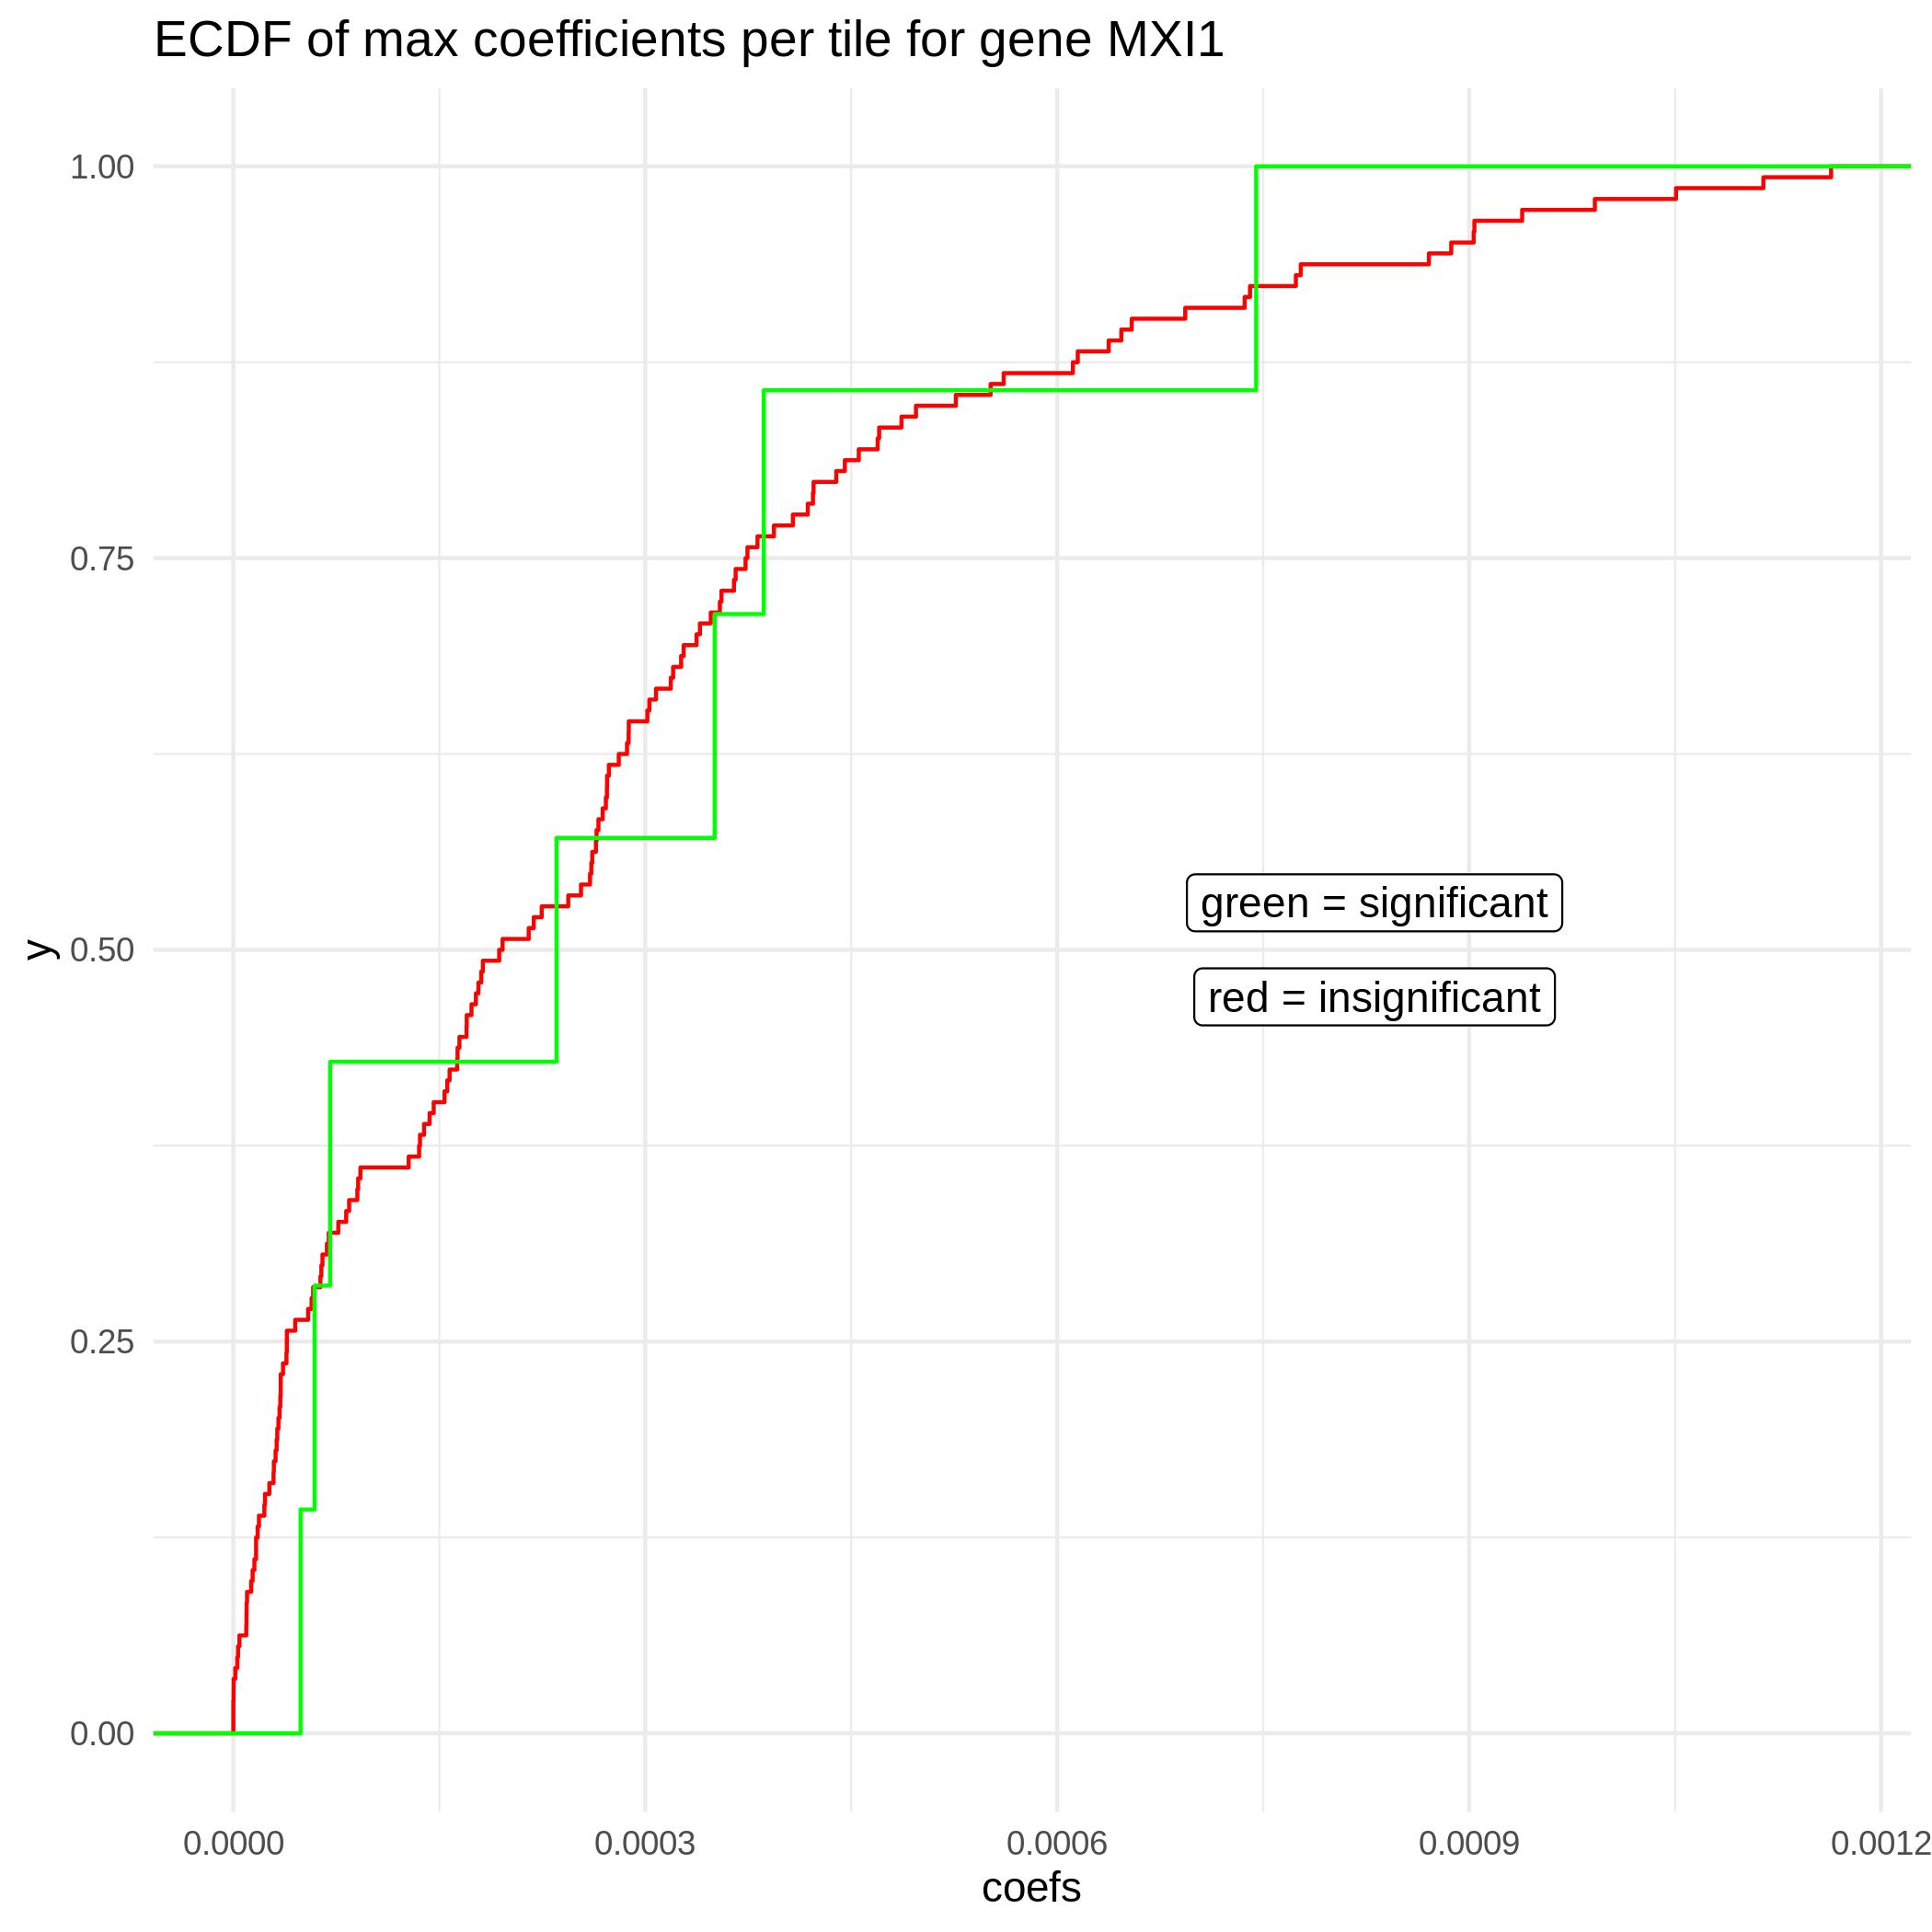 ECDF of max coefficients per tile for gene MXI1
1.00
0.75
0.50
0.25
0.00
y
green = significant
red = insignificant
0.0000 0.0003 0.0006 0.0009 0.0012
coefs